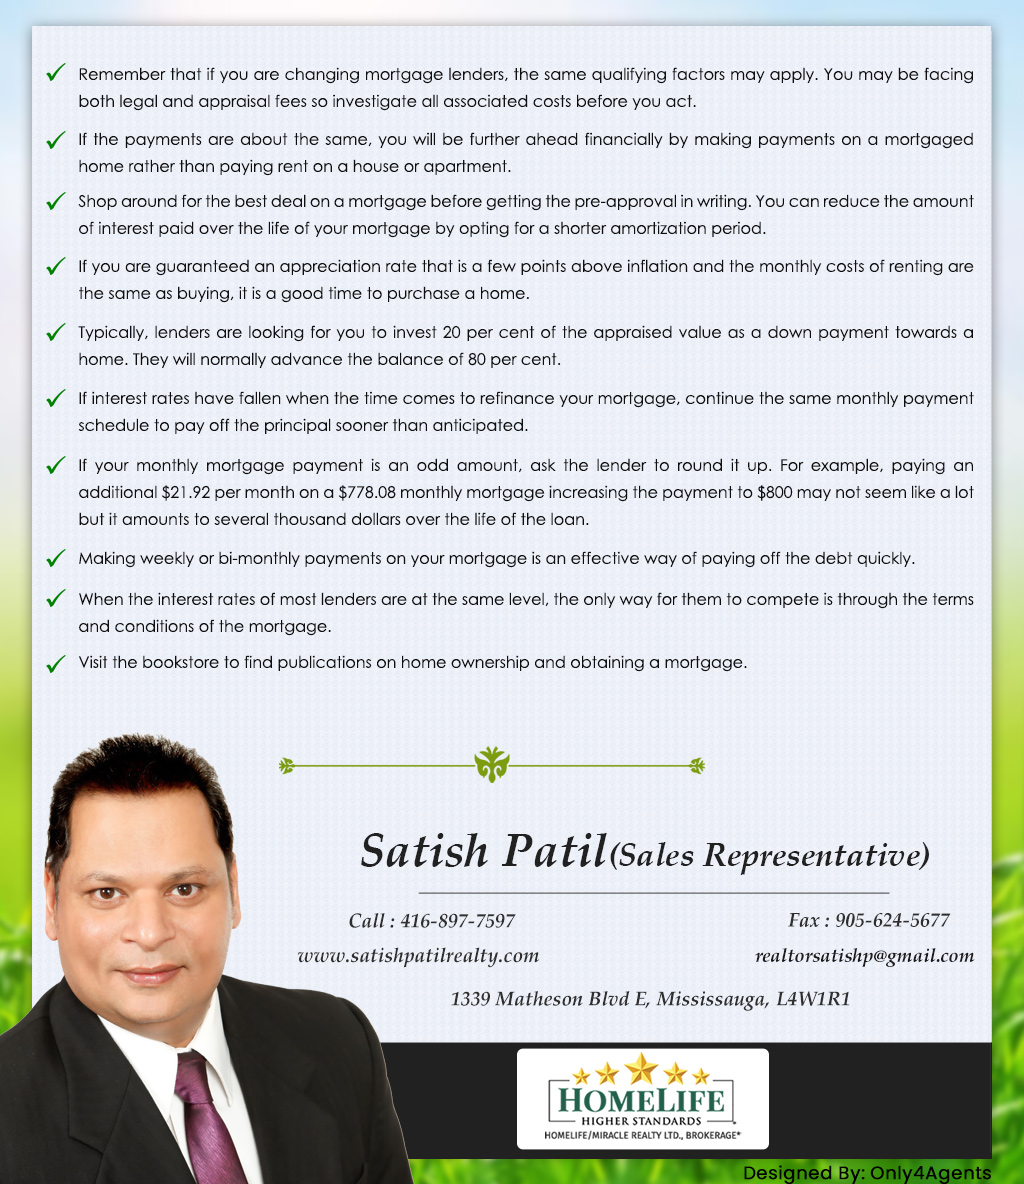 Remember that if you are changing mortgage lenders, the same qualifying factors may apply. You may be facing
both legal and appraisal fees so investigate all associated costs before you act.
If the payments are about the same, you will be further ahead financially by making payments on a mortgaged
home rather than paying rent on a house or apartment.
Shop around for the best deal on a mortgage before getting the pre-approval in writing. You can reduce the amount
of interest paid over the life of your mortgage by opting for a shorter amortization period.
If you are guaranteed an appreciation rate that is a few points above inflation and the monthly costs of renting are
the same as buying, it is a good time to purchase a home.
Typically, lenders are looking for you to invest 20 per cent of the appraised value as a down payment towards a
home. They will normally advance the balance of 80 per cent.
If interest rates have fallen when the time comes to refinance your mortgage, continue the same monthly payment
schedule to pay off the principal sooner than anticipated.
If your monthly mortgage payment is an odd amount, ask the lender to round it up. For example, paying an
additional $21.92 per month on a $778.08 monthly mortgage increasing the payment to $800 may not seem like a lot
but it amounts to several thousand dollars over the life of the loan.
Making weekly or bi-monthly payments on your mortgage is an effective way of paying off the debt quickly.
When the interest rates of most lenders are at the same level, the only way for them to compete is through the terms
and conditions of the mortgage.
Visit the bookstore to find publications on home ownership and obtaining a mortgage.
Satish Patil(Sales Representative)
Call : 416-897-7597
Fax : 905-624-5677
www.satishpatilrealty.com
realtorsatishp@gmail.com
1339 Matheson Blvd E, Mississauga, L4W1R1
HOMELIFE
HIGHER STANDARDS
HOMELIFE/MIRACLE REALTY LTD., BROKERAGE*
Designed By: Only4Agents